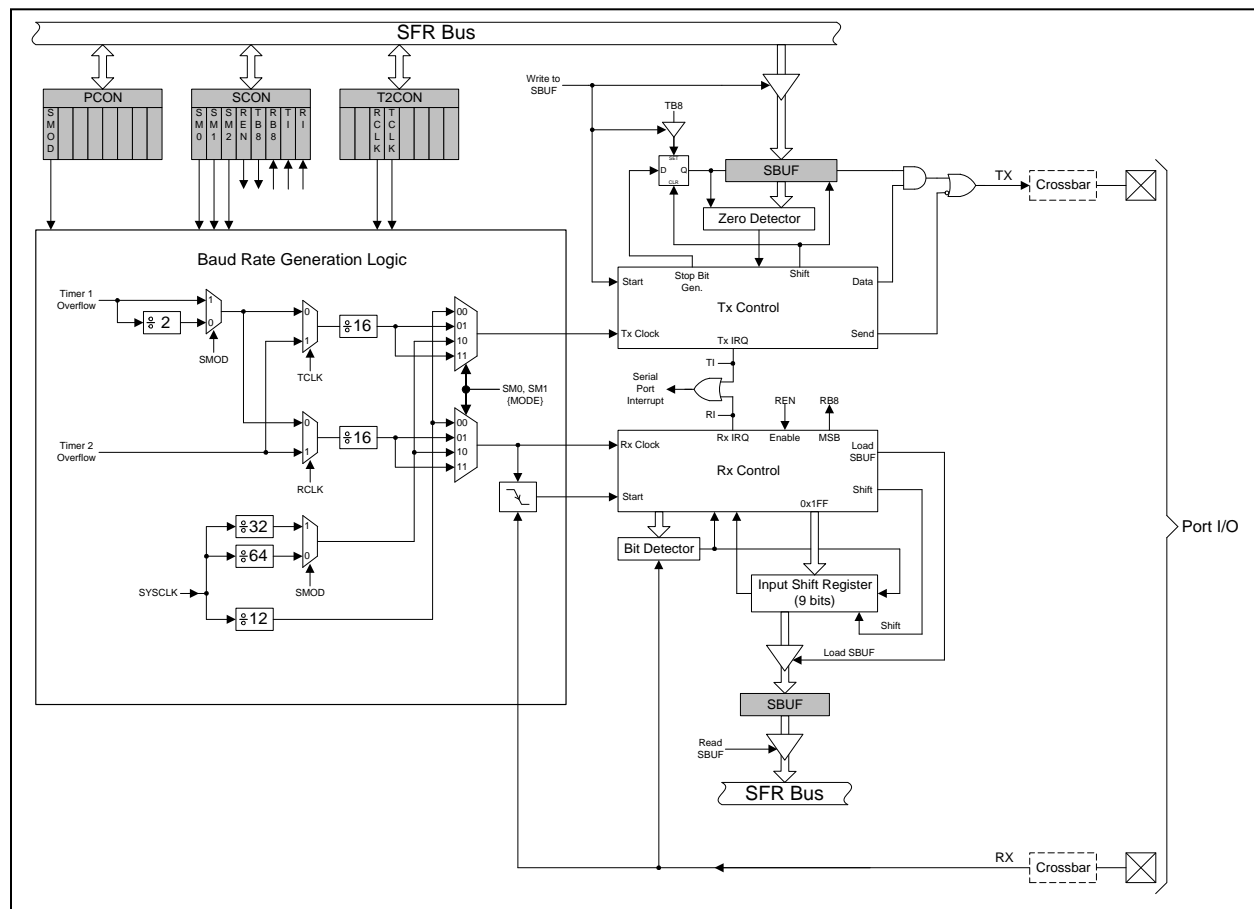 SFR Bus
PCON
SMOD
SCON
SM0
SM1
SM2
REN
TB8
RB8
TI
RI
T2CON
RCLK
TCLK
Write to
SBUF
TB8
SET
D Q
CLR
SBUF
Zero Detector
TX
Crossbar
Baud Rate Generation Logic
Timer 1
Overflow
÷ 2
1
0
SMOD
0
1
TCLK
÷16
00
01
10
11
SM0, SM1
{MODE}
Start
Stop Bit
Gen.
Shift
Data
Tx Control
Tx Clock
Send
Tx IRQ
TI
Serial
Port
Interrupt
RI
REN
RB8
Timer 2
Overflow
0
1
RCLK
÷16
00
01
10
11
Rx Clock
Rx IRQ
Enable
MSB
Load
SBUF
Rx Control
Start
Shift
0x1FF
Port I/O
÷32
÷64
1
0
SMOD
SYSCLK
÷12
Bit Detector
Input Shift Register
(9 bits)
Shift
Load SBUF
SBUF
Read
SBUF
SFR Bus
RX
Crossbar